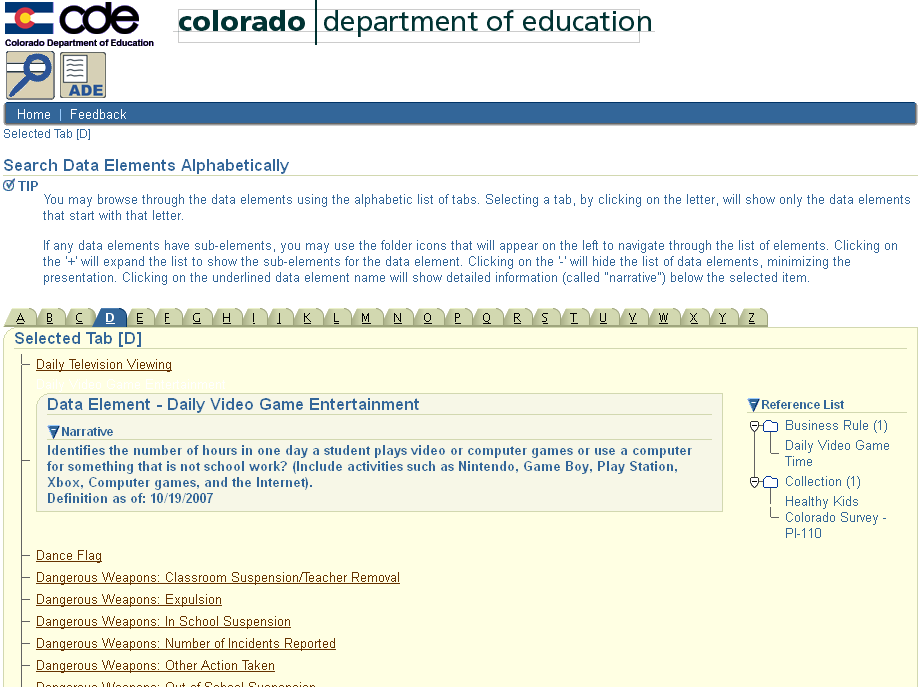 cde
Colorado Department of Education
colorado department of education
ADE
Home | Feedback
Selected Tab [D]
Search Data Elements Alphabetically
TIP
You may browse through the data elements using the alphabetic list of tabs. Selecting a tab, by clicking on the letter, will show only the data elements
that start with that letter.
If any data elements have sub-elements, you may use the folder icons that will appear on the left to navigate through the list of elements. Clicking on
the '+' will expand the list to show the sub-elements for the data element. Clicking on the '-' will hide the list of data elements, minimizing the
presentation. Clicking on the underlined data element name will show detailed information (called "narrative") below the selected item.
A B C D E F G H I J K L M N O P Q R S T U V W X Y Z
Selected Tab [D]
Daily Television Viewing
Data Element - Daily Video Game Entertainment
Narrative
Identifies the number of hours in one day a student plays video or computer games or use a computer
for something that is not school work? (Include activities such as Nintendo, Game Boy, Play Station,
Xbox, Computer games, and the Internet).
Definition as of: 10/19/2007
Reference List
Business Rule (1)
Daily Video Game
Time
Collection (1)
Healthy Kids
Colorado Survey -
PI-110
Dance Flag
Dangerous Weapons: Classroom Suspension/Teacher Removal
Dangerous Weapons: Expulsion
Dangerous Weapons: In School Suspension
Dangerous Weapons: Number of Incidents Reported
Dangerous Weapons: Other Action Taken
Dangerous Weapons: Out of School Suspension